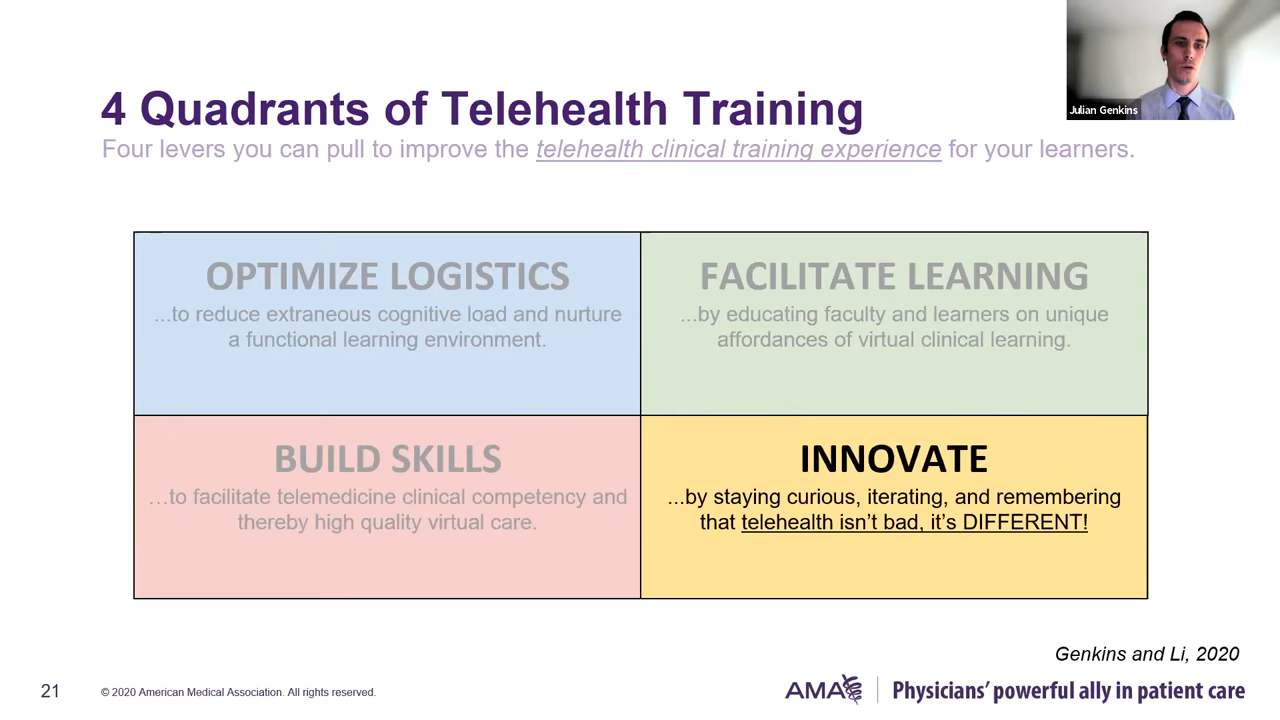 Julian Genkins
4 Quadrants of Telehealth Training
Four levers you can pull to improve the telehealth clinical training experience for your learners.
OPTIMIZE LOGISTICS
...to reduce extraneous cognitive load and nurture
a functional learning environment.
FACILITATE LEARNING
...by educating faculty and learners on unique
affordances of virtual clinical learning.
BUILD SKILLS
...to facilitate telemedicine clinical competency and
thereby high quality virtual care.
INNOVATE
...by staying curious, iterating, and remembering
that telehealth isn't bad, it's DIFFERENT!
Genkins and Li, 2020
21
© 2020 American Medical Association. All rights reserved.
AMA
Physicians' powerful ally in patient care